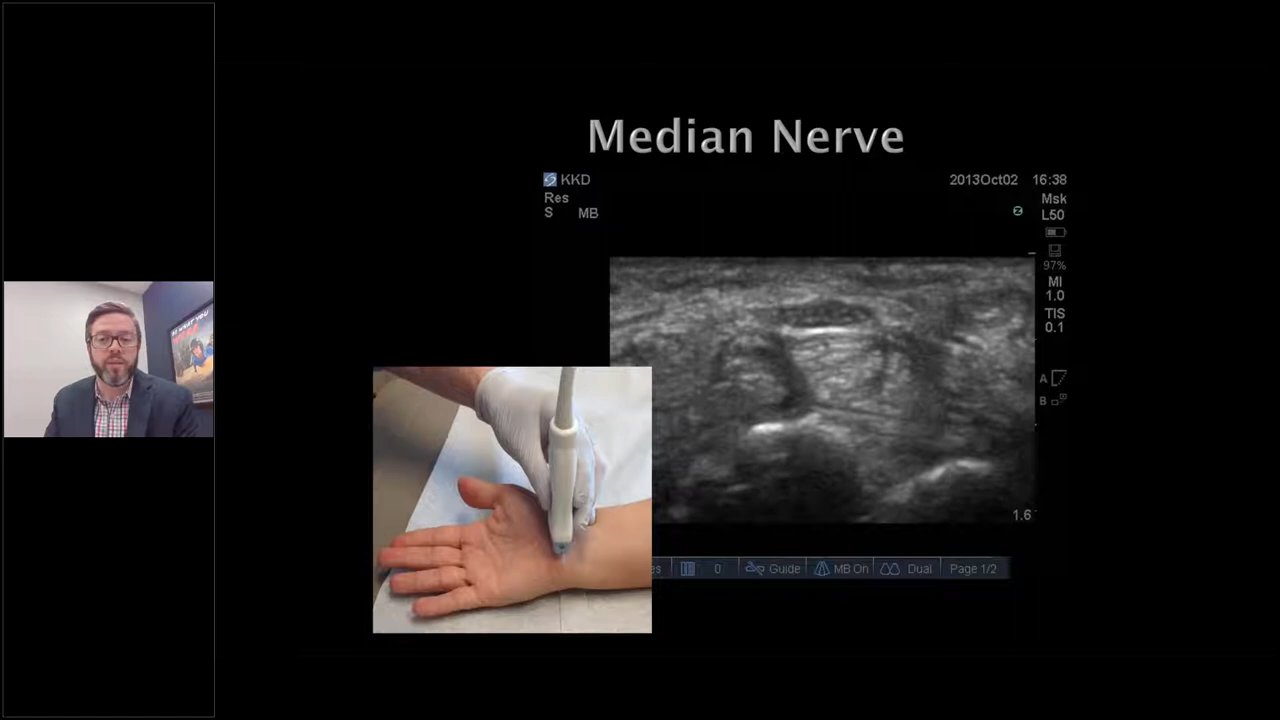 Median Nerve
KKD
2013Oct02 16:38
Res
S MB
Msk
L50
97%
MI
1.0
TIS
0.1
A
B
1.6
es 0 Guide MB On Dual Page 1/2